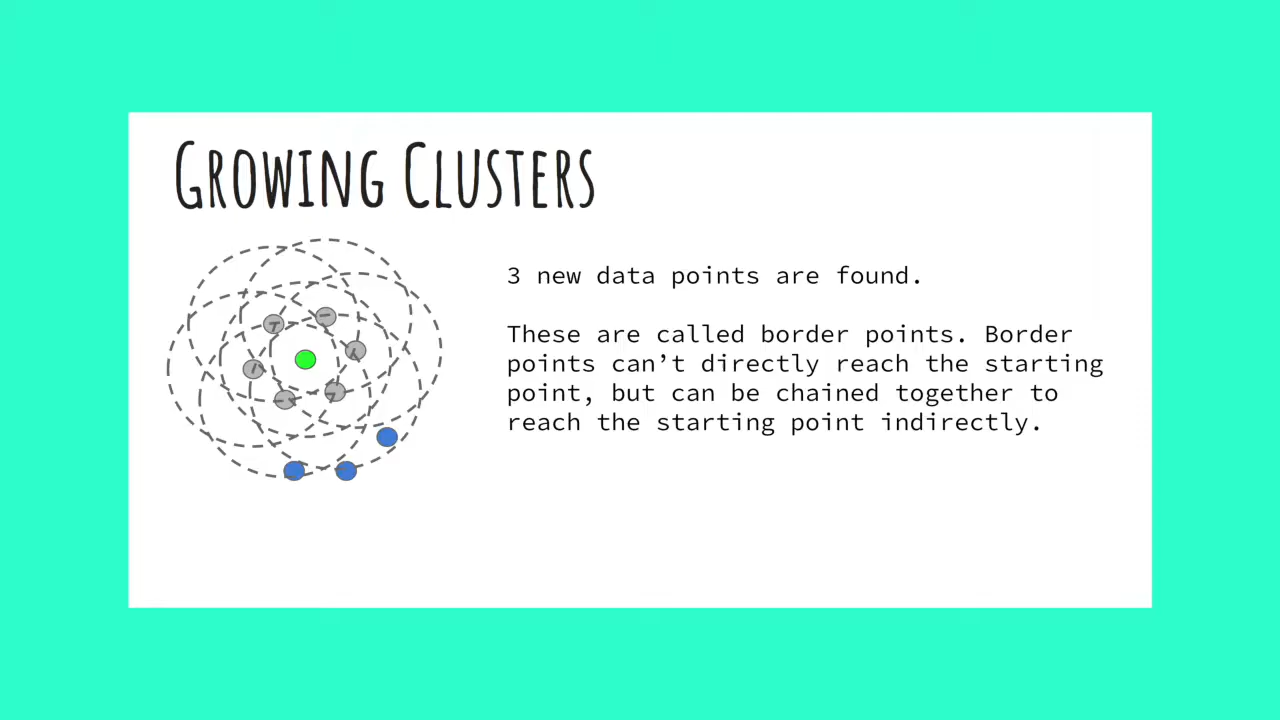 GROWING CLUSTERS
3 new data points are found.
These are called border points. Border
points can’t directly reach the starting
point, but can be chained together to
reach the starting point indirectly.